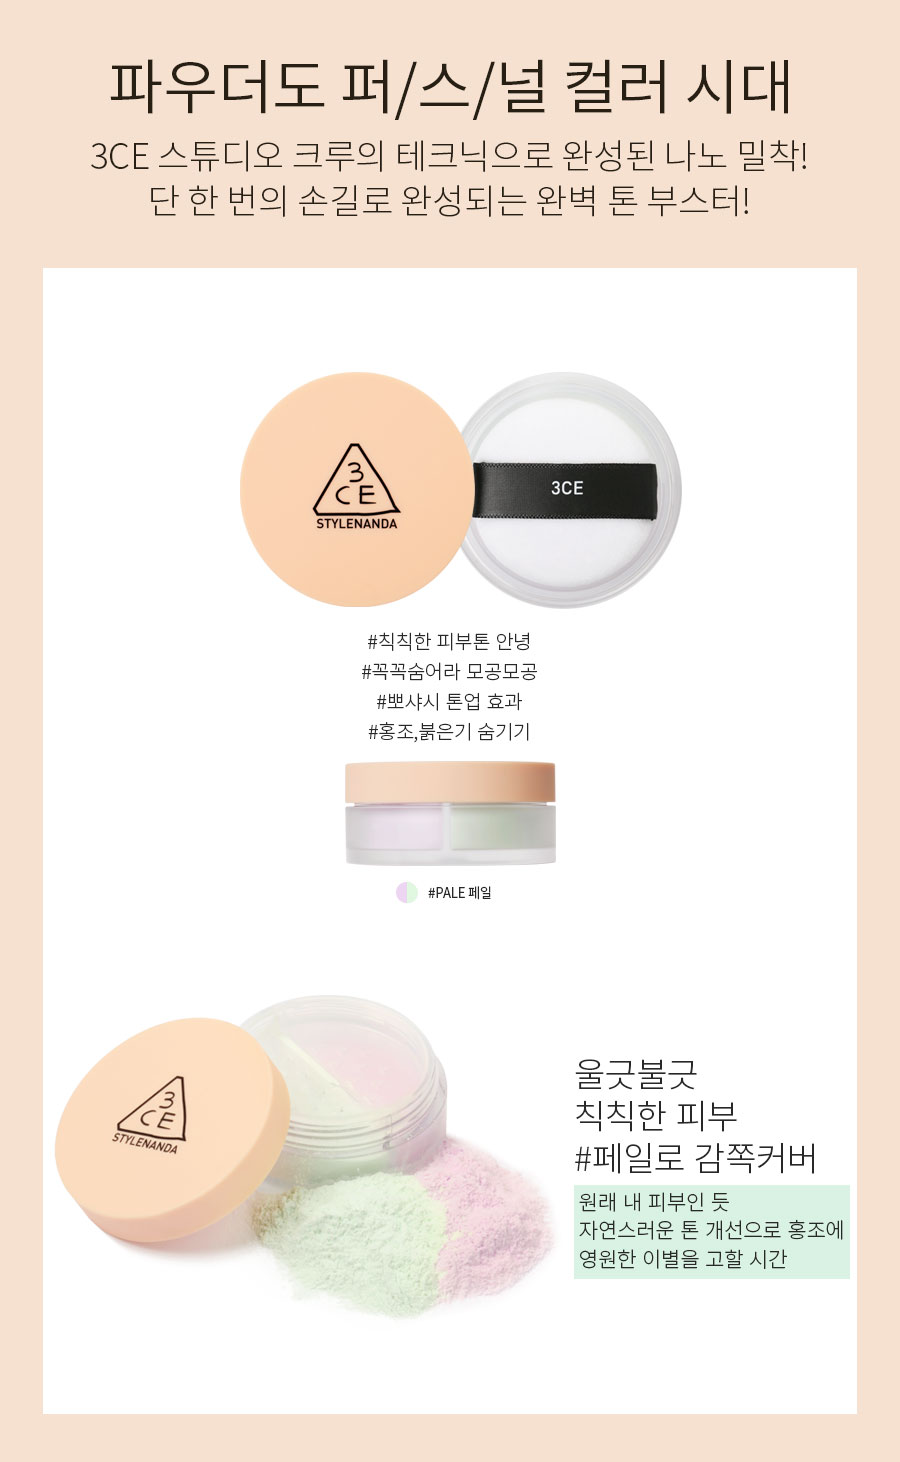 파우더도 퍼/스/널 컬러 시대
3CE 스튜디오 크루의 테크닉으로 완성된 나노 밀착!
단 한 번의 손길로 완성되는 완벽 톤 부스터!
3
CE
STYLENANDA
3CE
#칙칙한 피부톤 안녕
#꼭꼭숨어라 모공모공
#뽀샤시 톤업 효과
#홍조,붉은기 숨기기
#PALE 페일
3
CE
STYLENANDA
울긋불긋
칙칙한 피부
#페일로 감쪽커버
원래 내 피부인 듯
자연스러운 톤 개선으로 홍조에
영원한 이별을 고할 시간